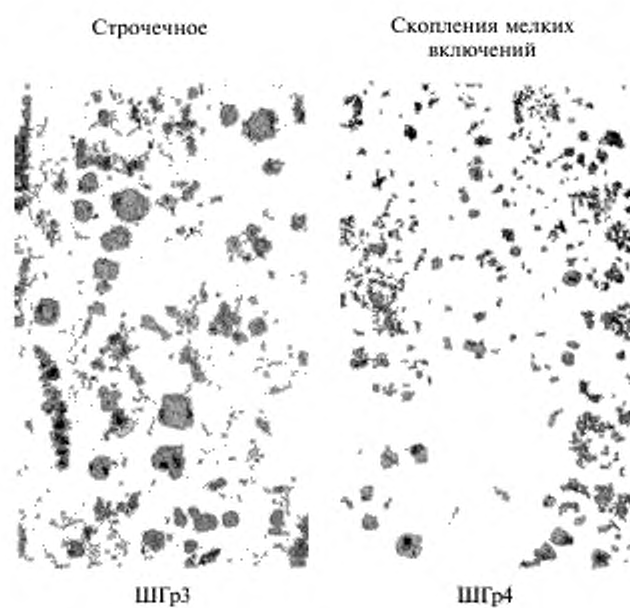 Строчечное
Скопления мелких
включений
ШГр3
ШГр4